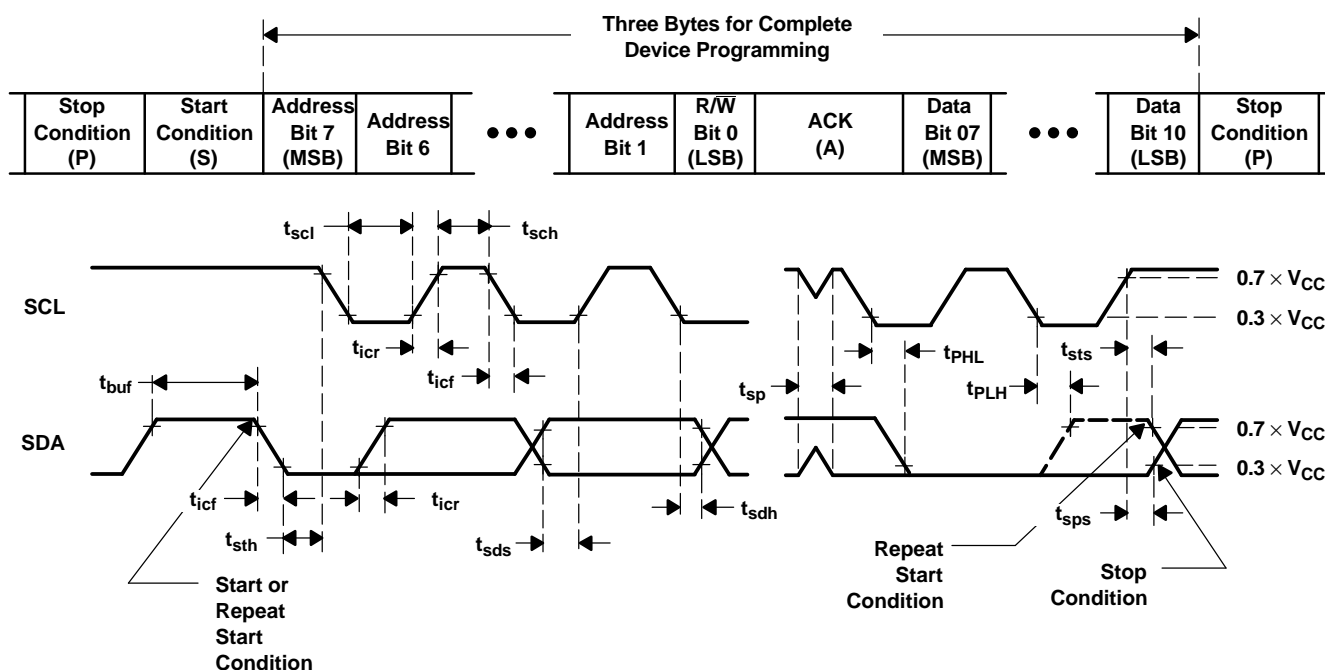 Three Bytes for Complete
Device Programming
Stop
Condition
(P)
Start
Condition
(S)
Address
Bit 7
(MSB)
Address
Bit 6
•••
Address
Bit 1
R/W̅
Bit 0
(LSB)
ACK
(A)
Data
Bit 07
(MSB)
•••
Data
Bit 10
(LSB)
Stop
Condition
(P)
tscl
tsch
SCL
0.7 × VCC
0.3 × VCC
ticr
ticf
tPHL
tsts
tbuf
tsp
tPLH
SDA
0.7 × VCC
0.3 × VCC
ticf
ticr
tsdh
tsps
tsth
tsds
Start or
Repeat
Start
Condition
Repeat
Start
Condition
Stop
Condition